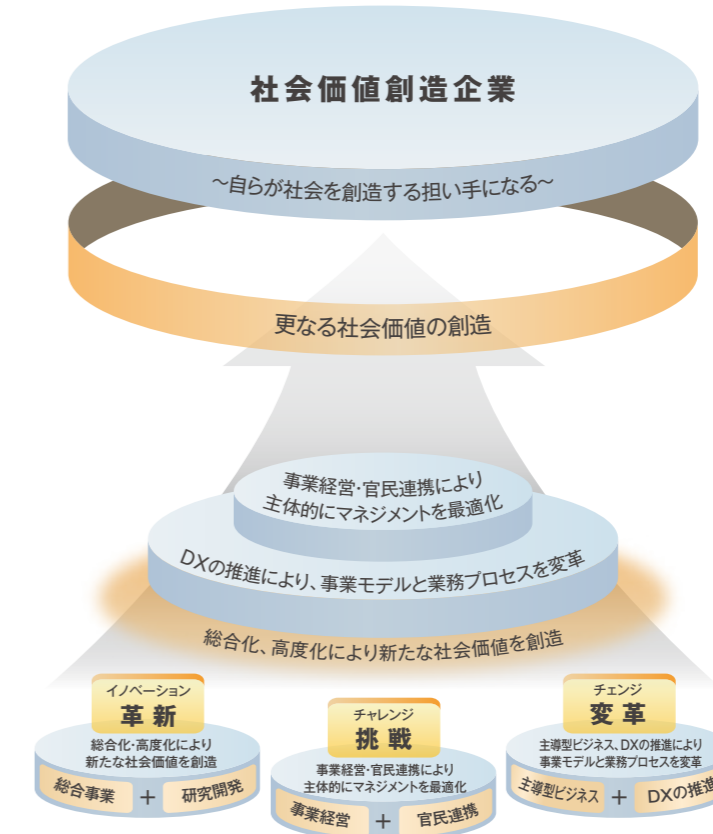 社会価値創造企業
～自らが社会を創造する担い手になる～
更なる社会価値の創造
事業経営・官民連携により
主体的にマネジメントを最適化
DXの推進により、事業モデルと業務プロセスを変革
総合化、高度化により新たな社会価値を創造
イノベーション
革新
総合化・高度化により
新たな社会価値を創造
総合事業 + 研究開発
チャレンジ
挑戦
事業経営・官民連携により
主体的にマネジメントを最適化
事業経営 + 官民連携
チェンジ
変革
主導型ビジネス、DXの推進により
事業モデルと業務プロセスを変革
主導型ビジネス + DXの推進